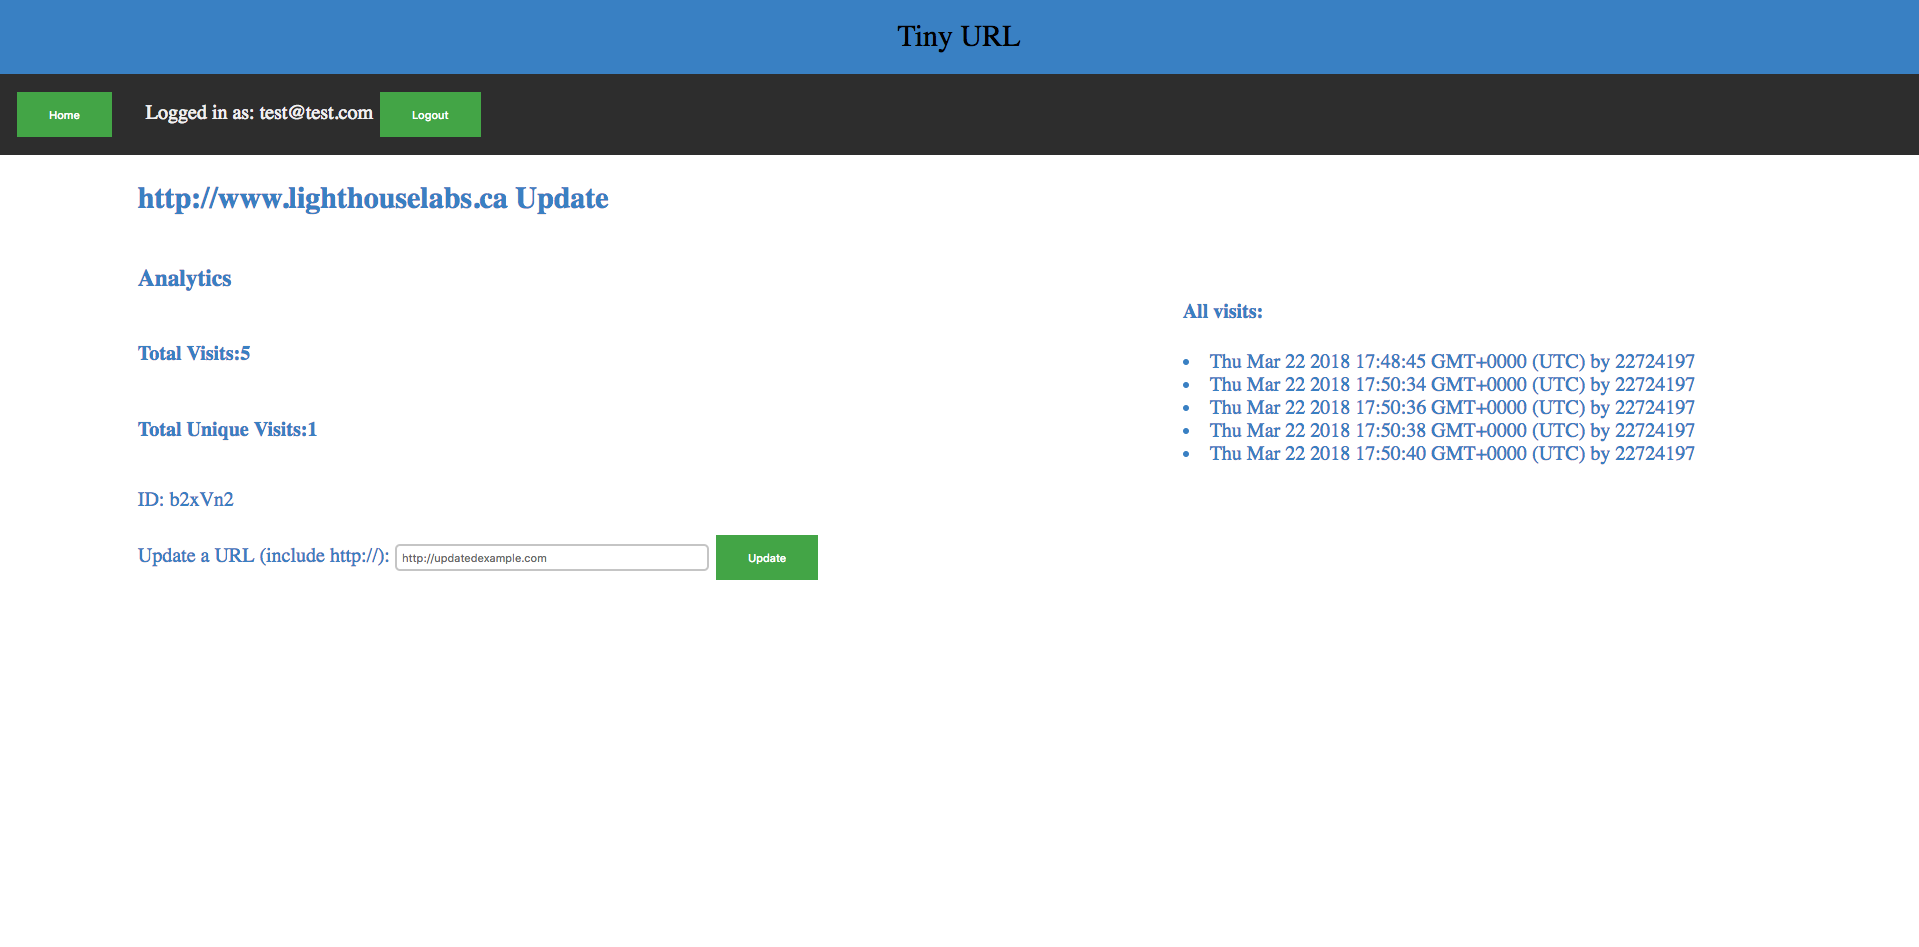 Tiny URL
Home Logged in as: test@test.com Logout
http://www.lighthouselabs.ca Update
Analytics
Total Visits:5
Total Unique Visits:1
ID: b2xVn2
Update a URL (include http://): http://updatedexample.com Update
All visits:
Thu Mar 22 2018 17:48:45 GMT+0000 (UTC) by 22724197
Thu Mar 22 2018 17:50:34 GMT+0000 (UTC) by 22724197
Thu Mar 22 2018 17:50:36 GMT+0000 (UTC) by 22724197
Thu Mar 22 2018 17:50:38 GMT+0000 (UTC) by 22724197
Thu Mar 22 2018 17:50:40 GMT+0000 (UTC) by 22724197